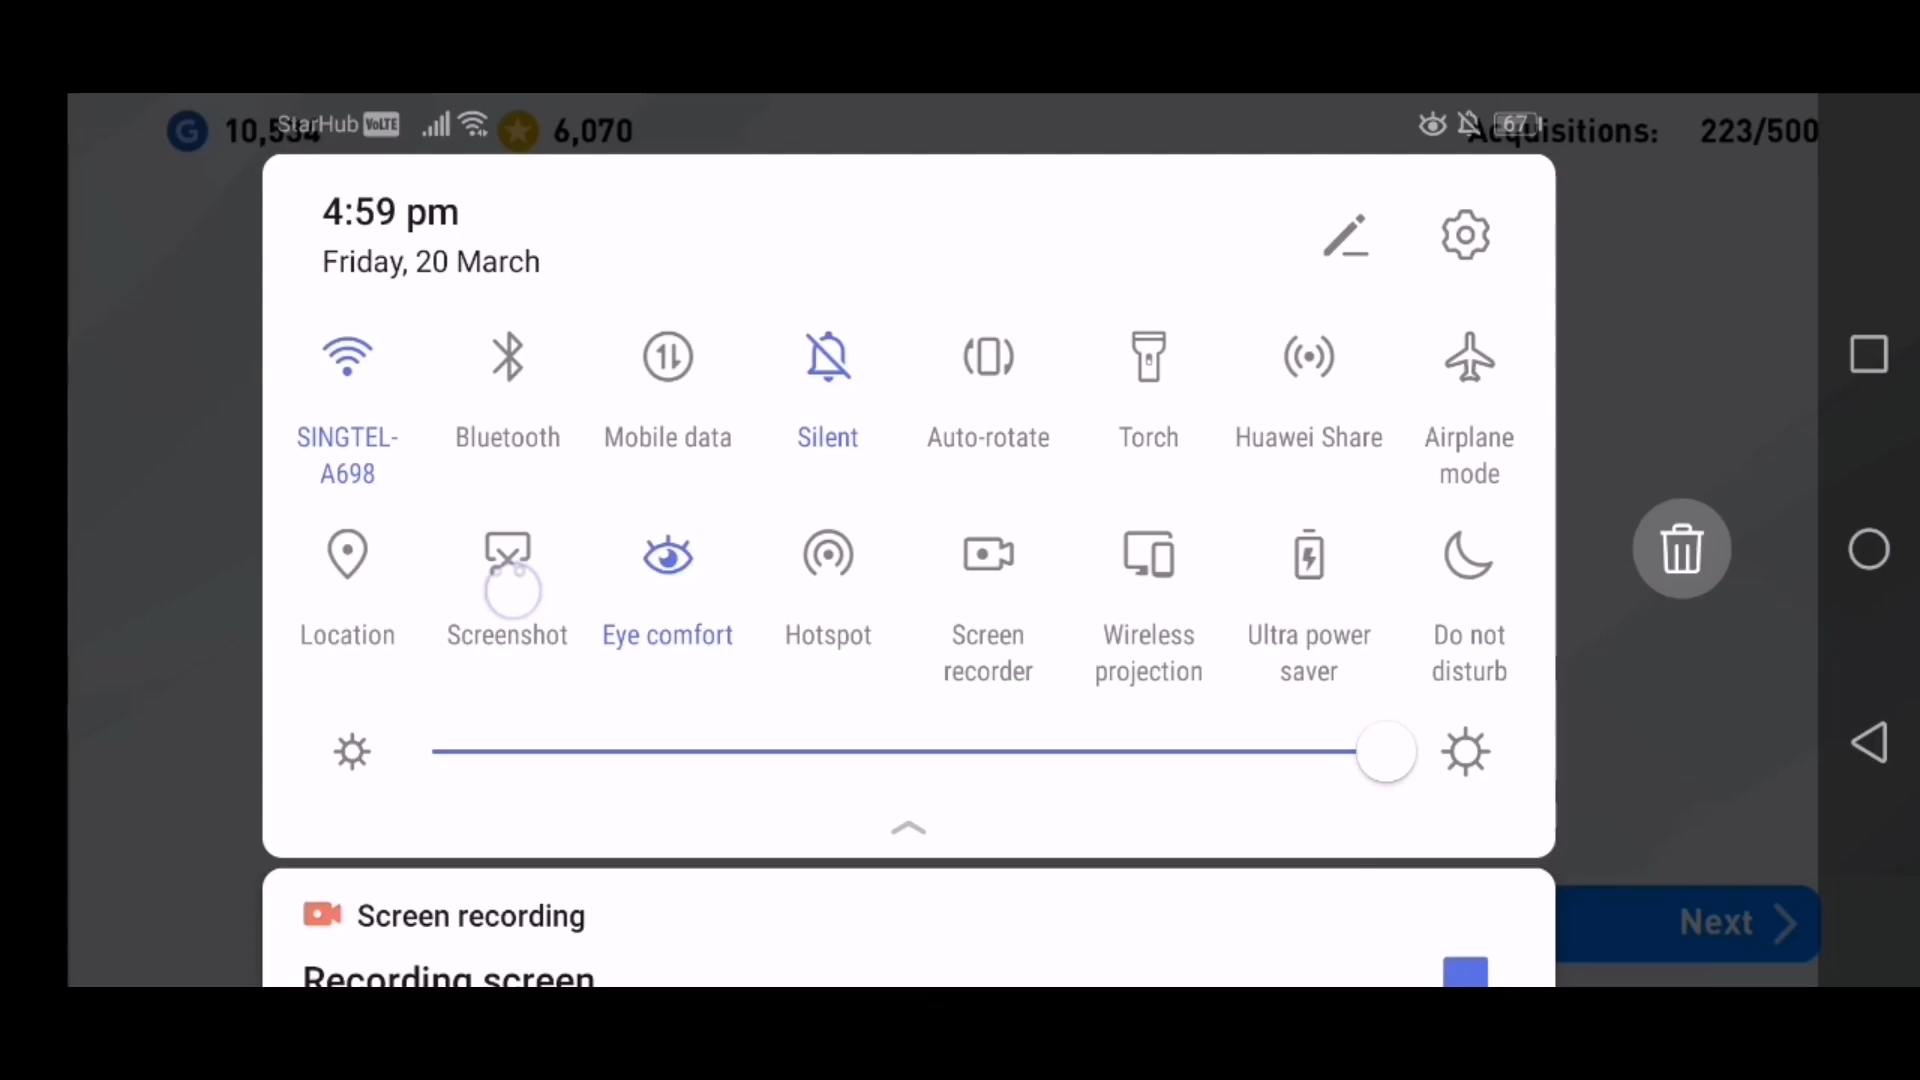 StarHub VoLTE
6,070
67
Acquisitions:
223/500
4:59 pm
Friday, 20 March
SINGTEL-
A698
Bluetooth
Mobile data
Silent
Auto-rotate
Torch
Huawei Share
Airplane
mode
Location
Screenshot
Eye comfort
Hotspot
Screen
recorder
Wireless
projection
Ultra power
saver
Do not
disturb
Screen recording
Recording screen
Next